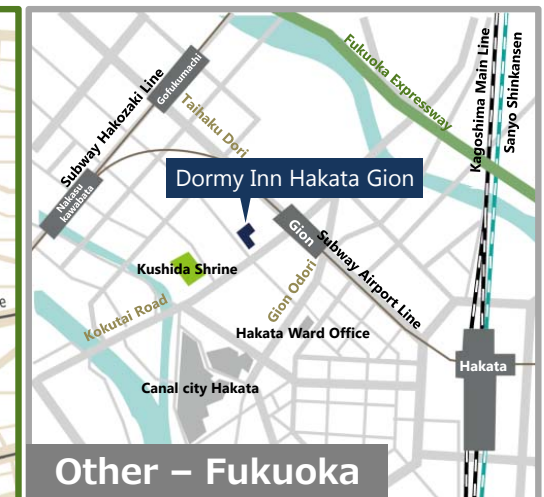 Fukuoka Expressway
Kagoshima Main Line
Sanyo Shinkansen
Gofukumachi
Subway Hakozaki Line
Taihaku Dori
Dormy Inn Hakata Gion
Nakasu
kawabata
Gion
Subway Airport Line
Kushida Shrine
Gion Odori
Kokutai Road
Hakata Ward Office
Hakata
Canal city Hakata
Other – Fukuoka